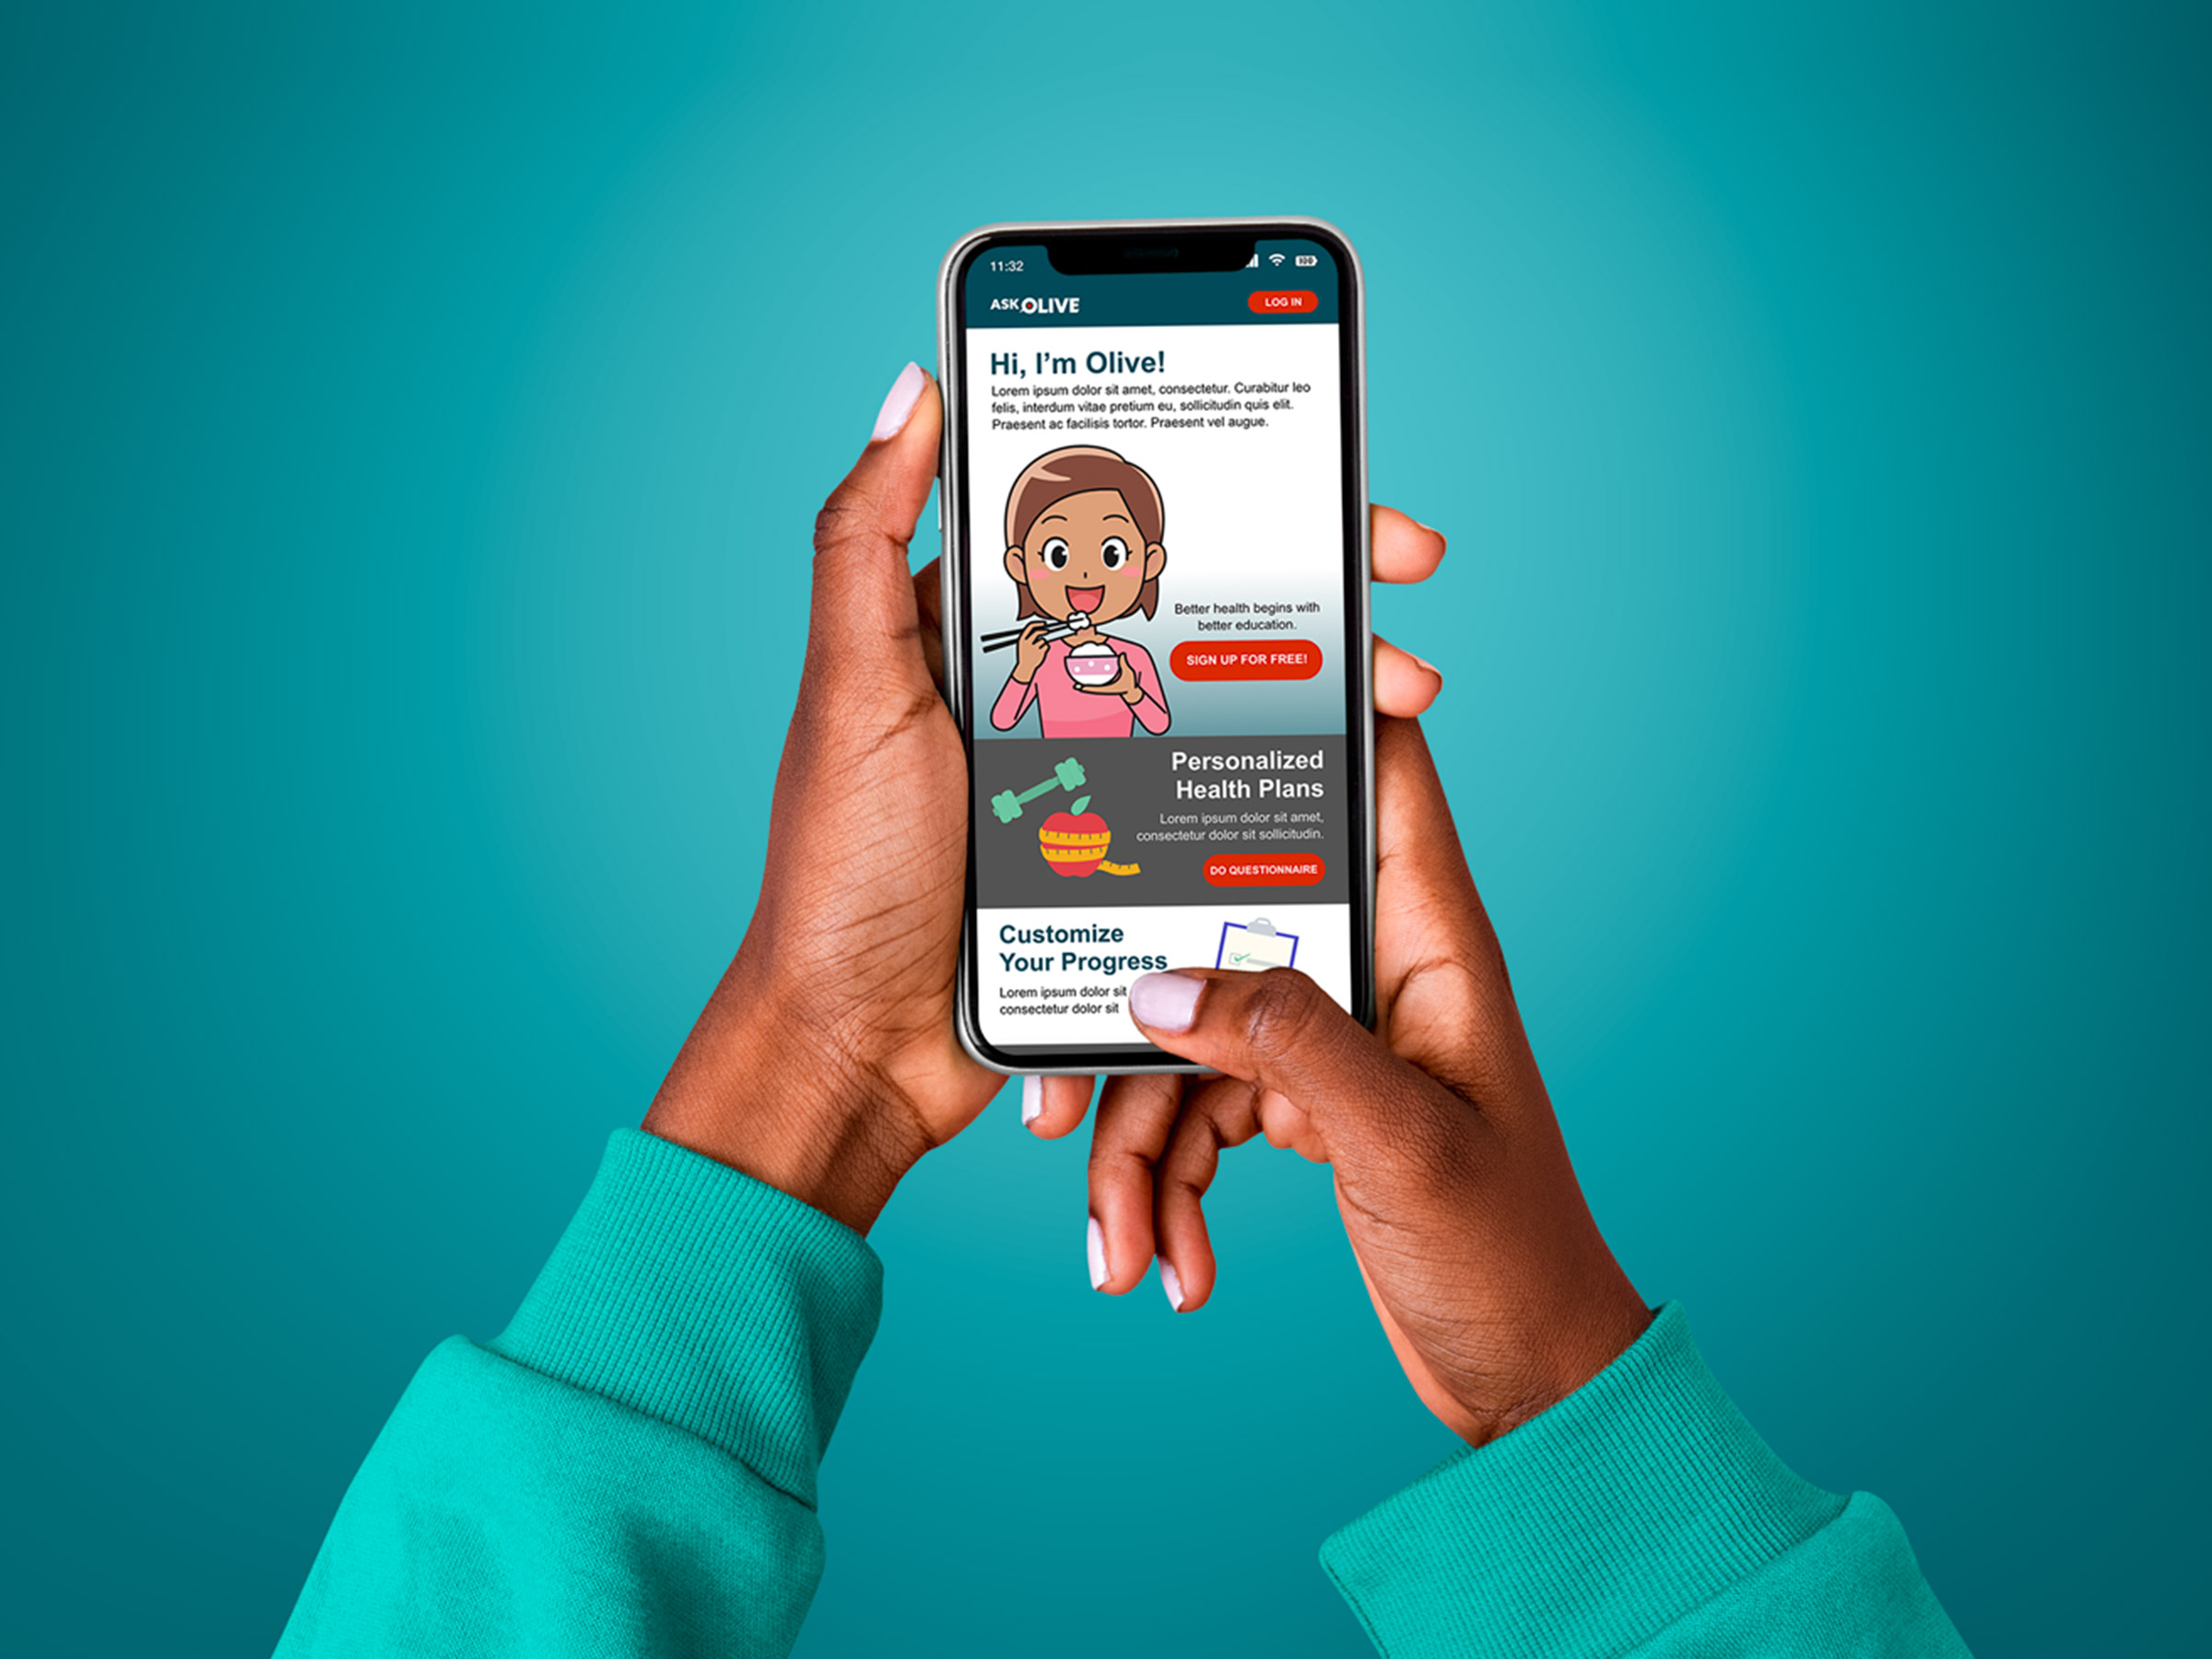 11:32
100
ASK OLIVE
LOG IN
Hi, I'm Olive!
Lorem ipsum dolor sit amet, consectetur. Curabitur leo
felis, interdum vitae pretium eu, sollicitudin quis elit.
Praesent ac facilisis tortor. Praesent vel augue.
Better health begins with
better education.
SIGN UP FOR FREE!
Personalized
Health Plans
Lorem ipsum dolor sit amet,
consectetur dolor sit sollicitudin.
DO QUESTIONNAIRE
Customize
Your Progress
Lorem ipsum dolor sit
consectetur dolor sit